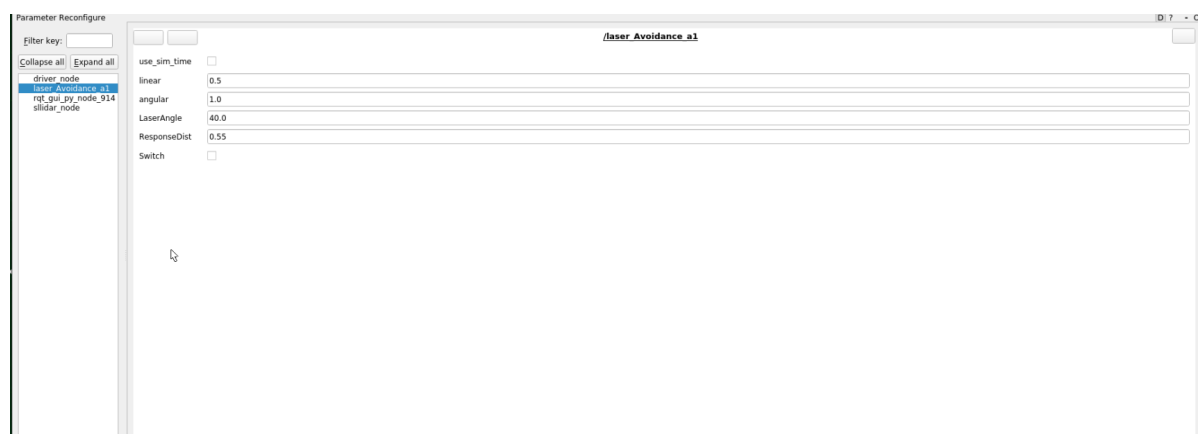 Parameter Reconfigure
D ? - O
Filter key:
Collapse all Expand all
driver_node
laser_Avoidance_a1
rqt_gui_py_node_914
sllidar_node
/laser_Avoidance_a1
use_sim_time
linear 0.5
angular 1.0
LaserAngle 40.0
ResponseDist 0.55
Switch